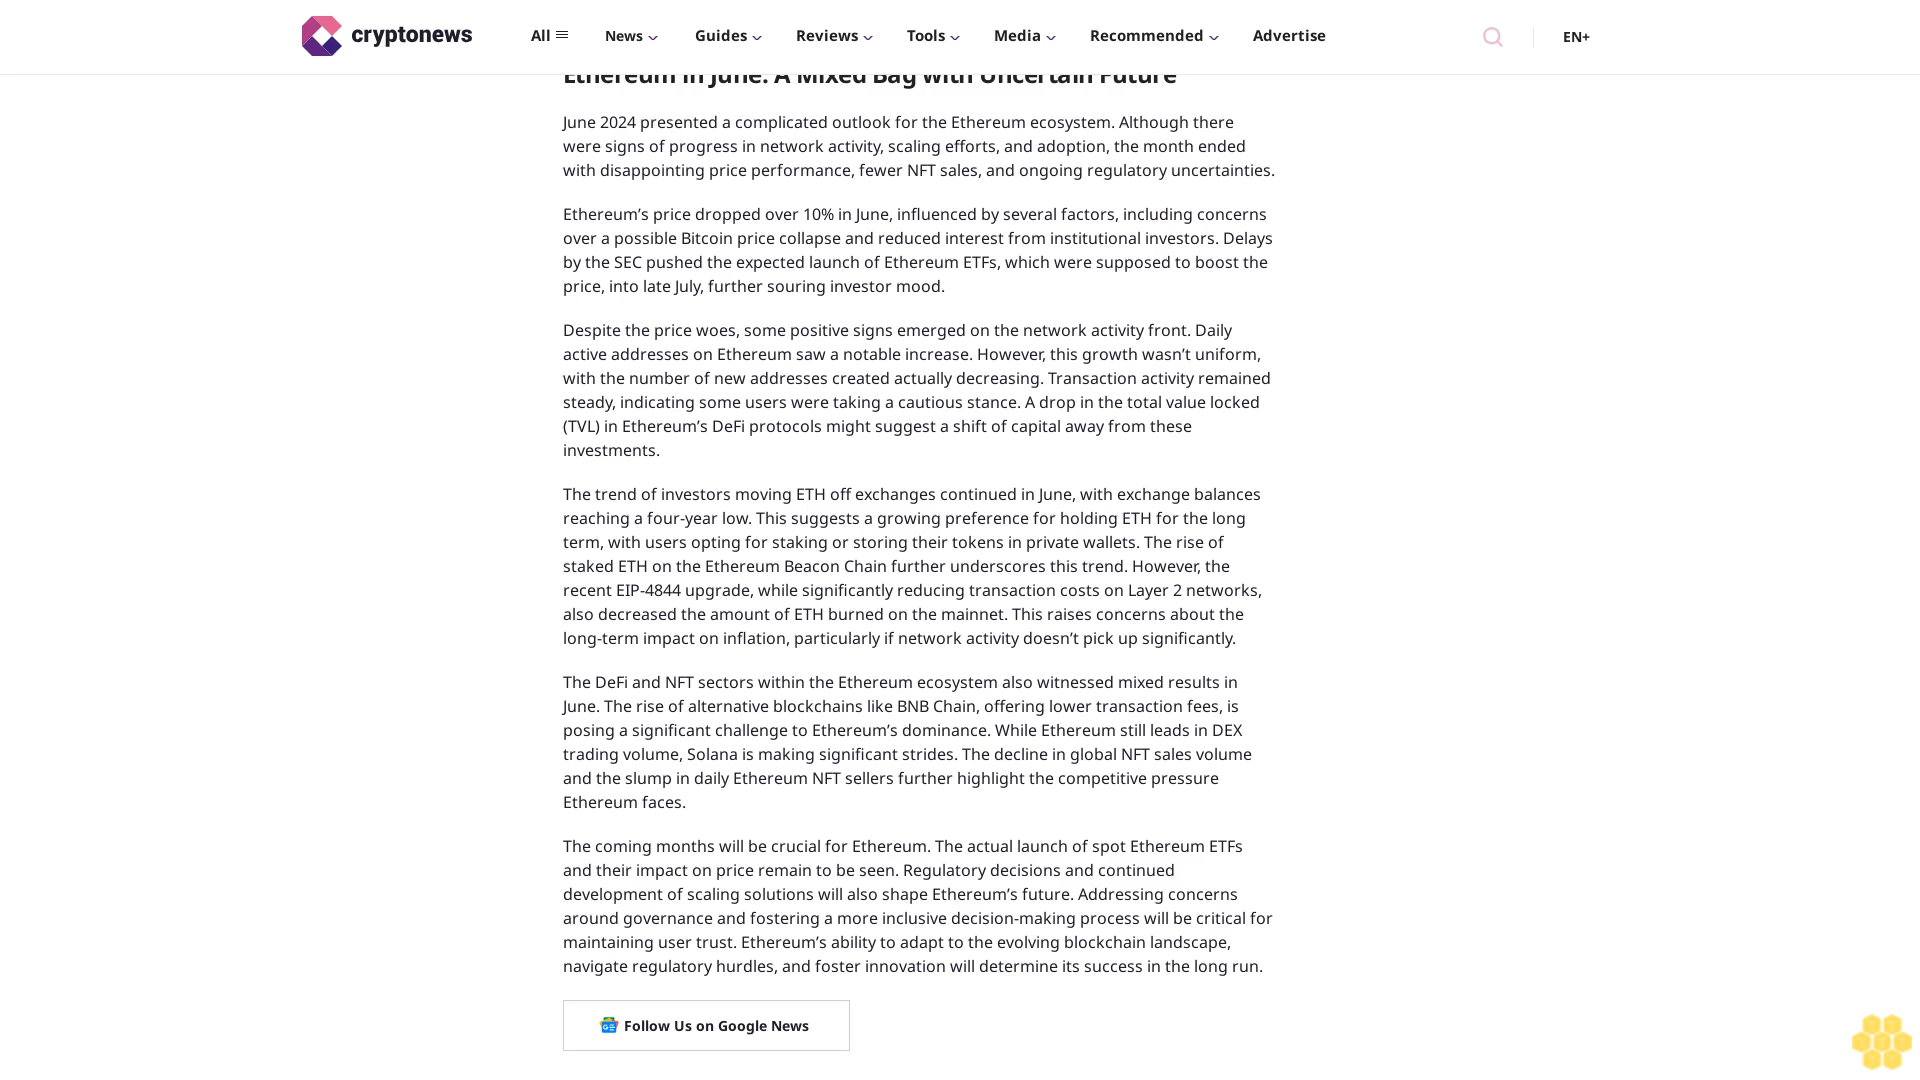 cryptonews
All
News
Guides
Reviews
Tools
Media
Recommended
Advertise
EN+
Ethereum in June: A Mixed Bag with Uncertain Future
June 2024 presented a complicated outlook for the Ethereum ecosystem. Although there
were signs of progress in network activity, scaling efforts, and adoption, the month ended
with disappointing price performance, fewer NFT sales, and ongoing regulatory uncertainties.
Ethereum’s price dropped over 10% in June, influenced by several factors, including concerns
over a possible Bitcoin price collapse and reduced interest from institutional investors. Delays
by the SEC pushed the expected launch of Ethereum ETFs, which were supposed to boost the
price, into late July, further souring investor mood.
Despite the price woes, some positive signs emerged on the network activity front. Daily
active addresses on Ethereum saw a notable increase. However, this growth wasn’t uniform,
with the number of new addresses created actually decreasing. Transaction activity remained
steady, indicating some users were taking a cautious stance. A drop in the total value locked
(TVL) in Ethereum’s DeFi protocols might suggest a shift of capital away from these
investments.
The trend of investors moving ETH off exchanges continued in June, with exchange balances
reaching a four-year low. This suggests a growing preference for holding ETH for the long
term, with users opting for staking or storing their tokens in private wallets. The rise of
staked ETH on the Ethereum Beacon Chain further underscores this trend. However, the
recent EIP-4844 upgrade, while significantly reducing transaction costs on Layer 2 networks,
also decreased the amount of ETH burned on the mainnet. This raises concerns about the
long-term impact on inflation, particularly if network activity doesn’t pick up significantly.
The DeFi and NFT sectors within the Ethereum ecosystem also witnessed mixed results in
June. The rise of alternative blockchains like BNB Chain, offering lower transaction fees, is
posing a significant challenge to Ethereum’s dominance. While Ethereum still leads in DEX
trading volume, Solana is making significant strides. The decline in global NFT sales volume
and the slump in daily Ethereum NFT sellers further highlight the competitive pressure
Ethereum faces.
The coming months will be crucial for Ethereum. The actual launch of spot Ethereum ETFs
and their impact on price remain to be seen. Regulatory decisions and continued
development of scaling solutions will also shape Ethereum’s future. Addressing concerns
around governance and fostering a more inclusive decision-making process will be critical for
maintaining user trust. Ethereum’s ability to adapt to the evolving blockchain landscape,
navigate regulatory hurdles, and foster innovation will determine its success in the long run.
Follow Us on Google News